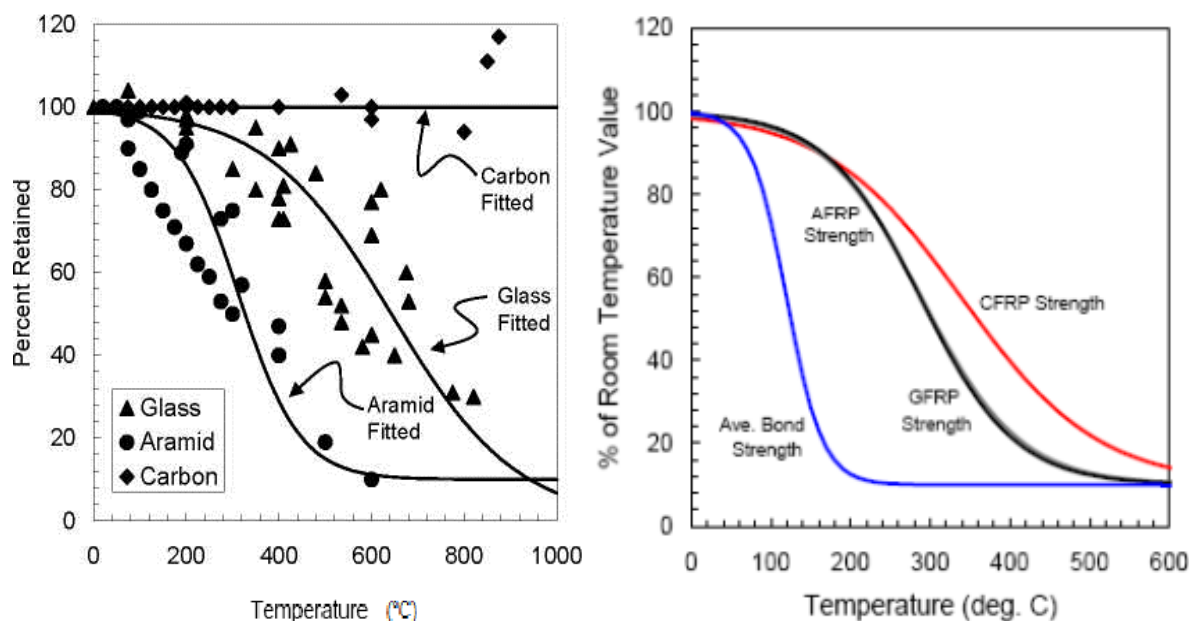 120
100
80
60
40
20
0
Percent Retained
Carbon
Fitted
Glass
Fitted
Aramid
Fitted
Glass
Aramid
Carbon
0 200 400 600 800 1000
Temperature (°C)
120
100
80
60
40
20
0
% of Room Temperature Value
AFRP
Strength
CFRP Strength
GFRP
Strength
Ave. Bond
Strength
0 100 200 300 400 500 600
Temperature (deg. C)